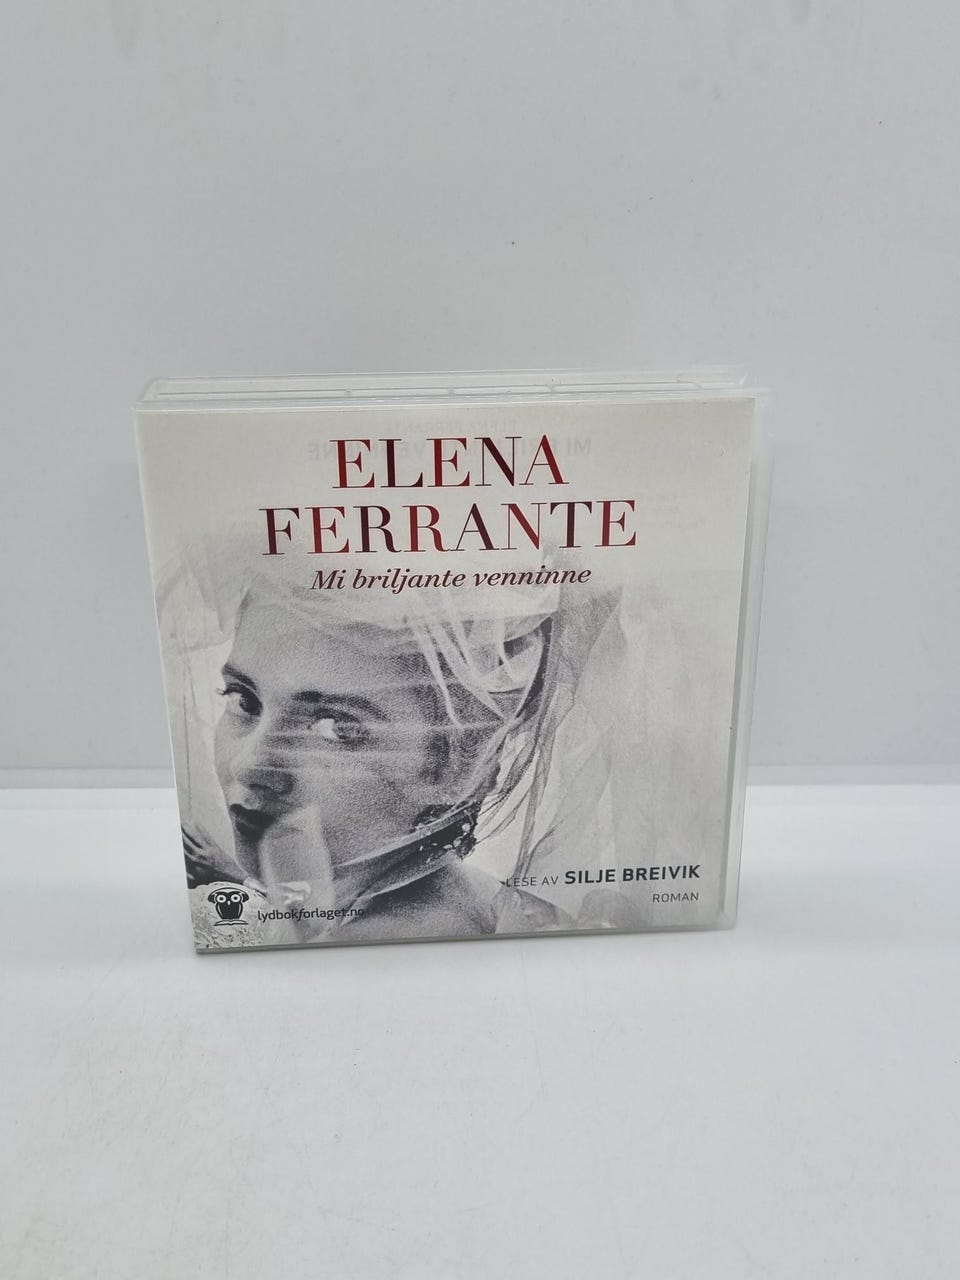 ELENA
FERRANTE
Mi briljante venninne
LESE AV SILJE BREIVIK
ROMAN
lydbokforlaget.no